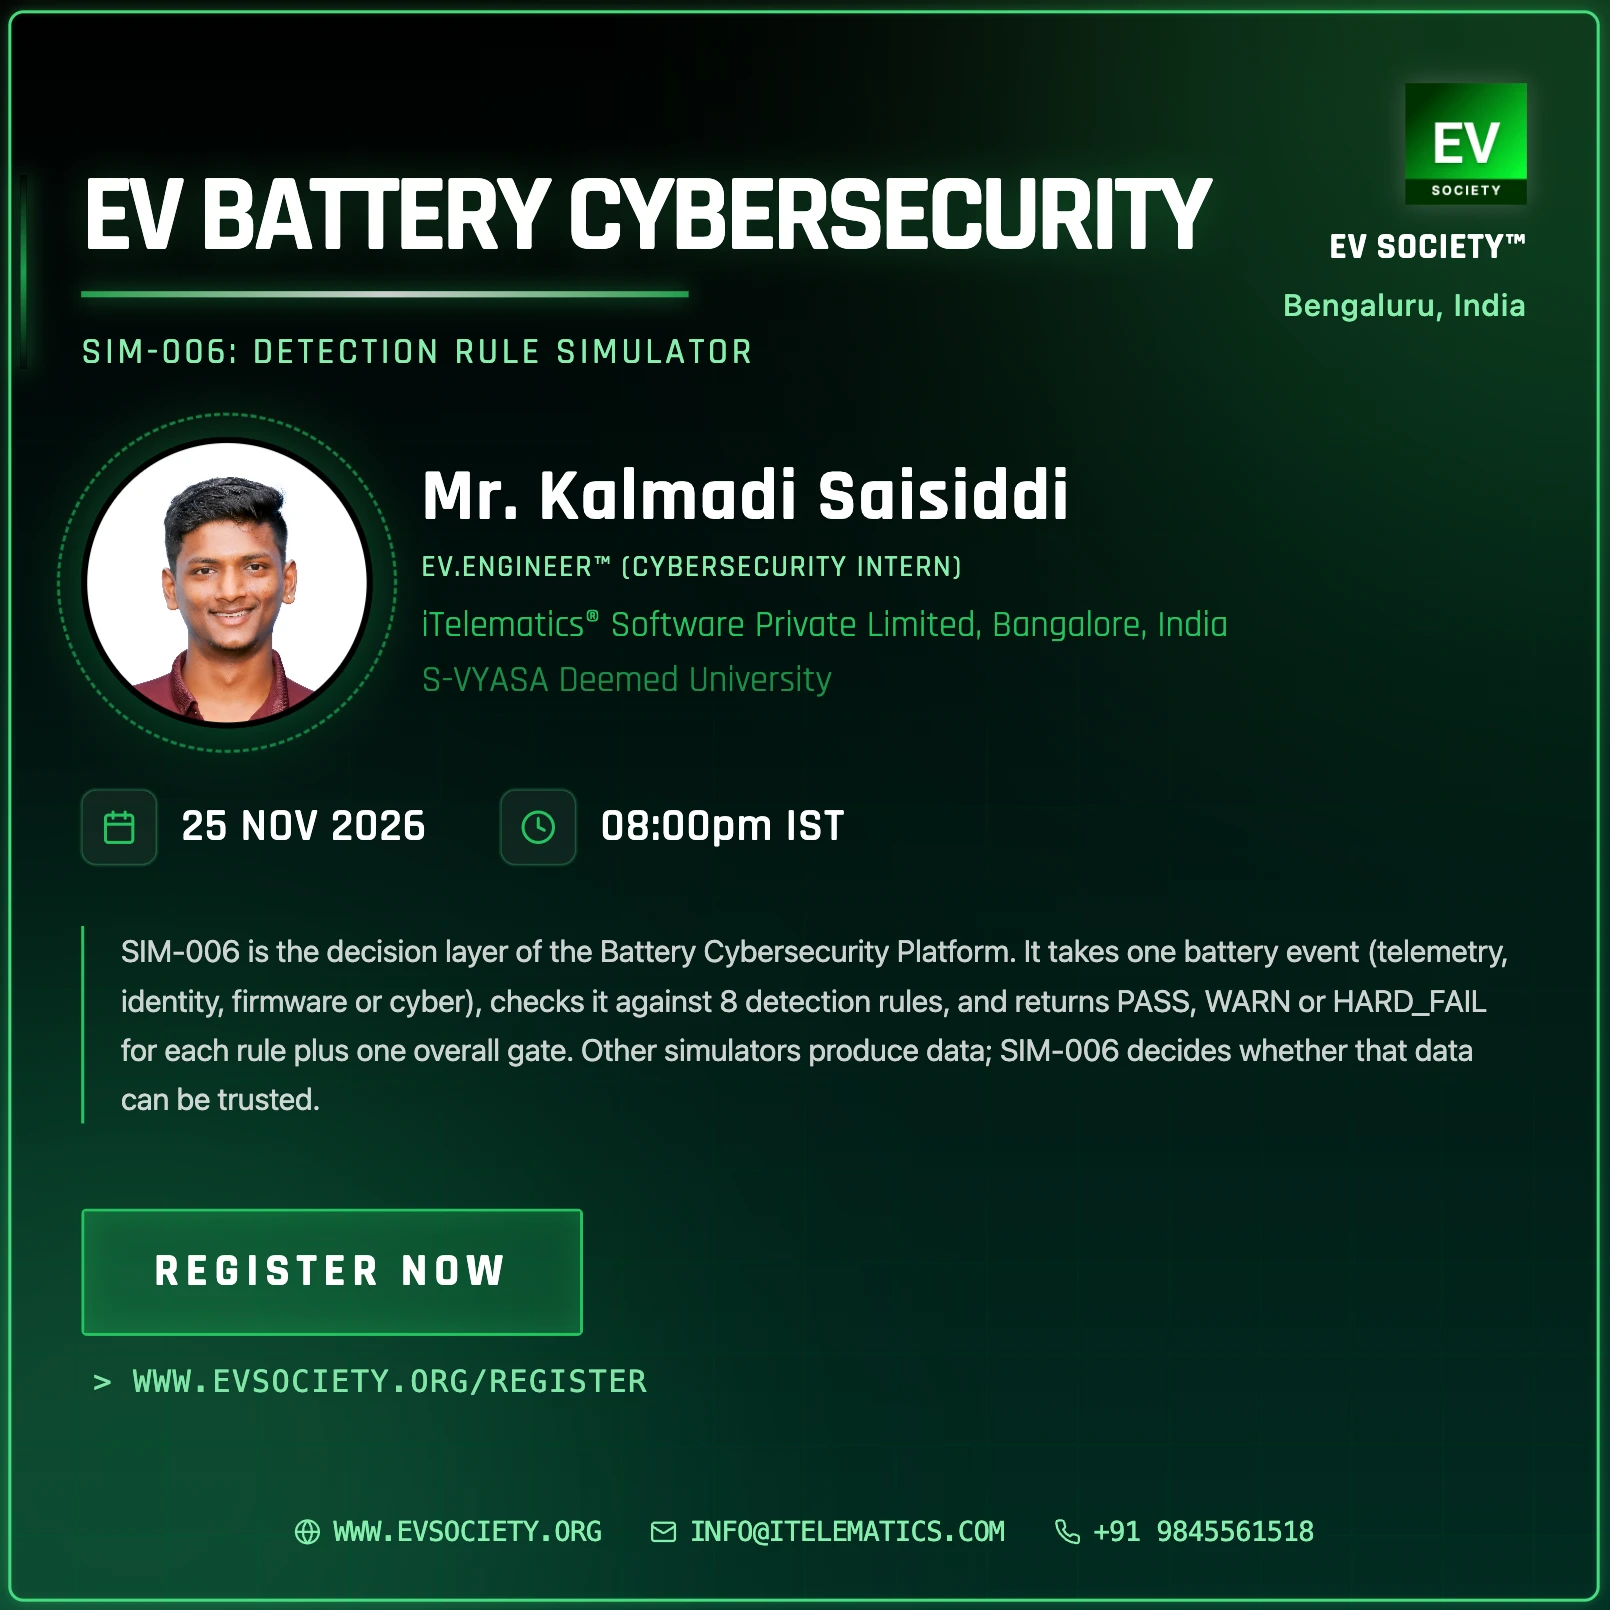 EV
SOCIETY
EV SOCIETY™
Bengaluru, India
EV BATTERY CYBERSECURITY
SIM-006: DETECTION RULE SIMULATOR
Mr. Kalmadi Saisiddi
EV.ENGINEER™ (CYBERSECURITY INTERN)
iTelematics® Software Private Limited, Bangalore, India
S-VYASA Deemed University
25 NOV 2026
08:00pm IST
SIM-006 is the decision layer of the Battery Cybersecurity Platform. It takes one battery event (telemetry,
identity, firmware or cyber), checks it against 8 detection rules, and returns PASS, WARN or HARD_FAIL
for each rule plus one overall gate. Other simulators produce data; SIM-006 decides whether that data
can be trusted.
REGISTER NOW
> WWW.EVSOCIETY.ORG/REGISTER
WWW.EVSOCIETY.ORG
INFO@ITELEMATICS.COM
+91 9845561518